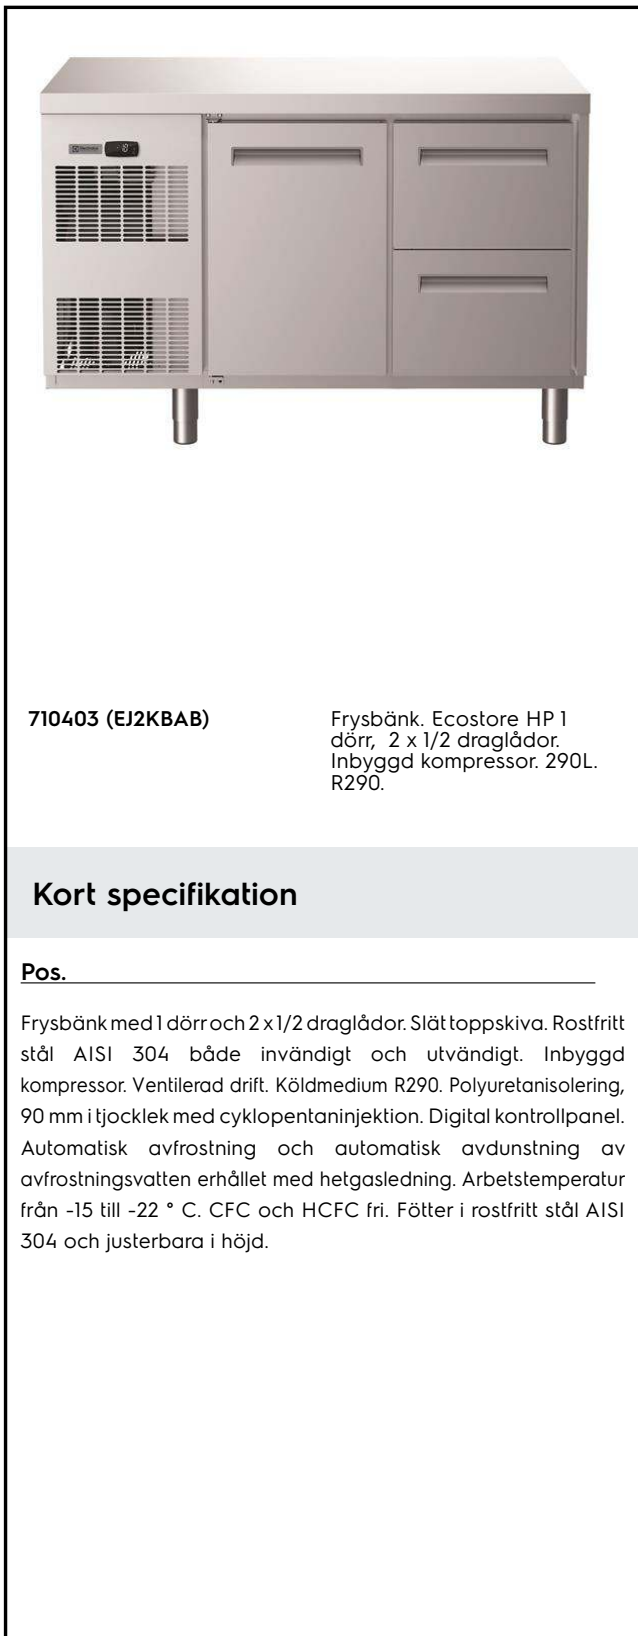 Electrolux
710403 (EJ2KBAB)
Frysbänk. Ecostore HP 1
dörr, 2 x 1/2 draglådor.
Inbyggd kompressor. 290L.
R290.
Kort specifikation
Pos.
Frysbänk med 1 dörr och 2 x 1/2 draglådor. Slät toppskiva. Rostfritt
stål AISI 304 både invändigt och utvändigt. Inbyggd
kompressor. Ventilerad drift. Köldmedium R290. Polyuretanisolering,
90 mm i tjocklek med cyklopentaninjektion. Digital kontrollpanel.
Automatisk avfrostning och automatisk avdunstning av
avfrostningsvatten erhållet med hetgasledning. Arbetstemperatur
från -15 till -22 ° C. CFC och HCFC fri. Fötter i rostfritt stål AISI
304 och justerbara i höjd.